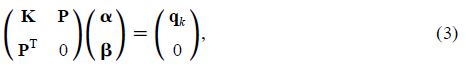 ( K P ) ( α ) = ( q_k ) , (3)
( P^T 0 ) ( β ) ( 0 )